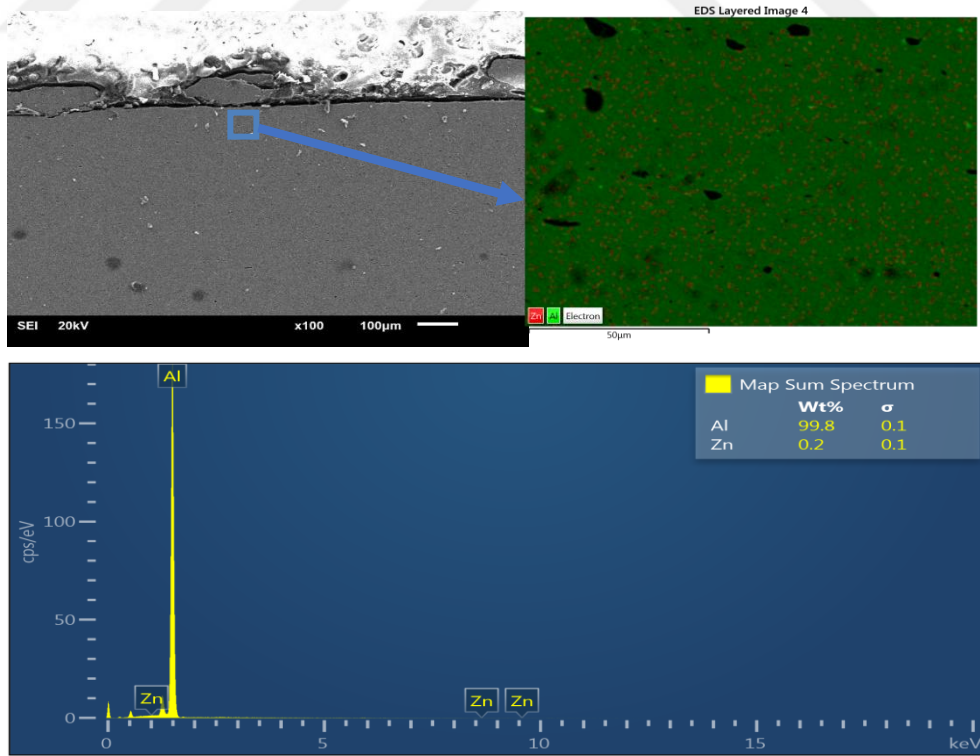 EDS Layered Image 4
SEI 20kV x100 100µm
Zn Al Electron
50µm
Al
Zn
Zn
Zn
cps/eV
150
100
50
0
0 5 10 15 keV
Map Sum Spectrum
Wt% σ
Al 99.8 0.1
Zn 0.2 0.1